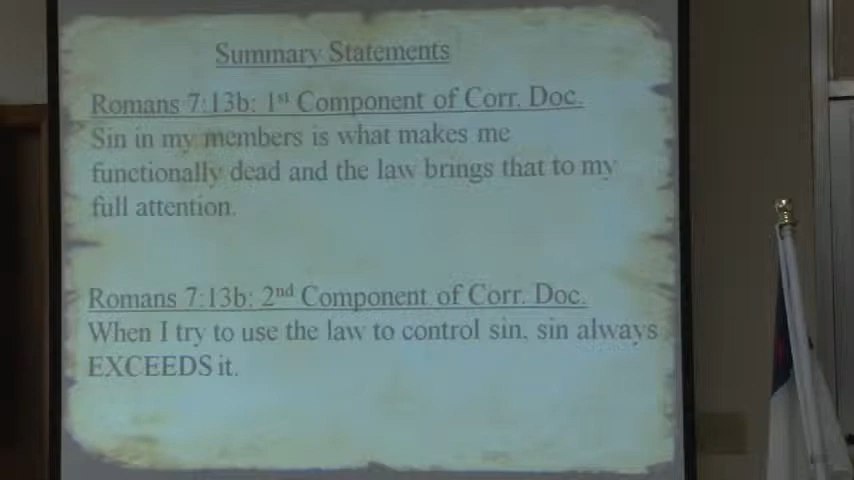 Summary Statements
Romans 7:13b: 1st Component of Corr. Doc.
Sin in my members is what makes me
functionally dead and the law brings that to my
full attention.
Romans 7:13b: 2nd Component of Corr. Doc.
When I try to use the law to control sin, sin always
EXCEEDS it.